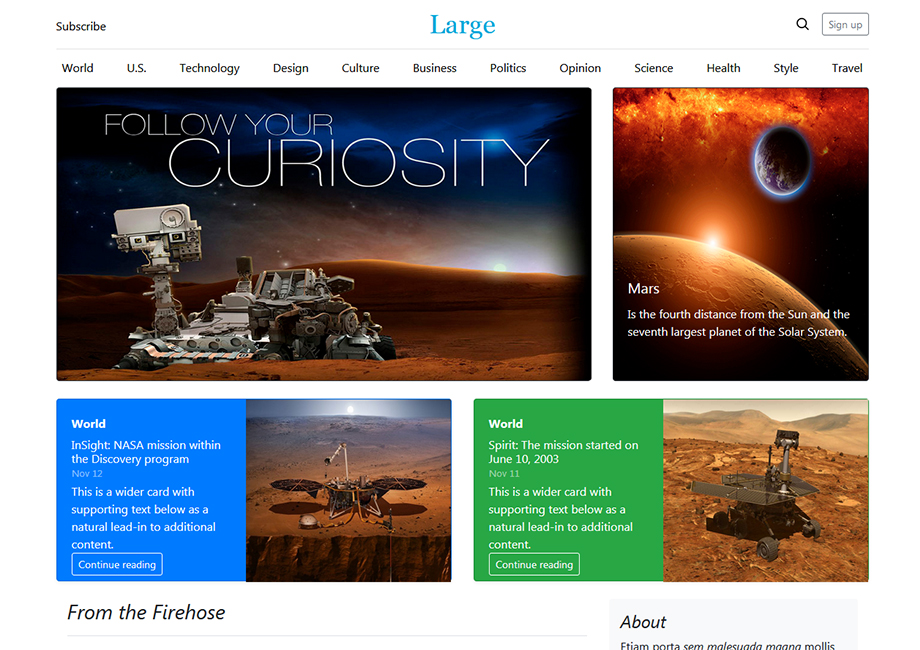 Subscribe
Large
Sign up
World U.S. Technology Design Culture Business Politics Opinion Science Health Style Travel
FOLLOW YOUR
CURIOSITY
Mars
Is the fourth distance from the Sun and the
seventh largest planet of the Solar System.
World
InSight: NASA mission within
the Discovery program
Nov 12
This is a wider card with
supporting text below as a
natural lead-in to additional
content.
Continue reading
World
Spirit: The mission started on
June 10, 2003
Nov 11
This is a wider card with
supporting text below as a
natural lead-in to additional
content.
Continue reading
From the Firehose
About
Etiam porta sem malesuada magna mollis